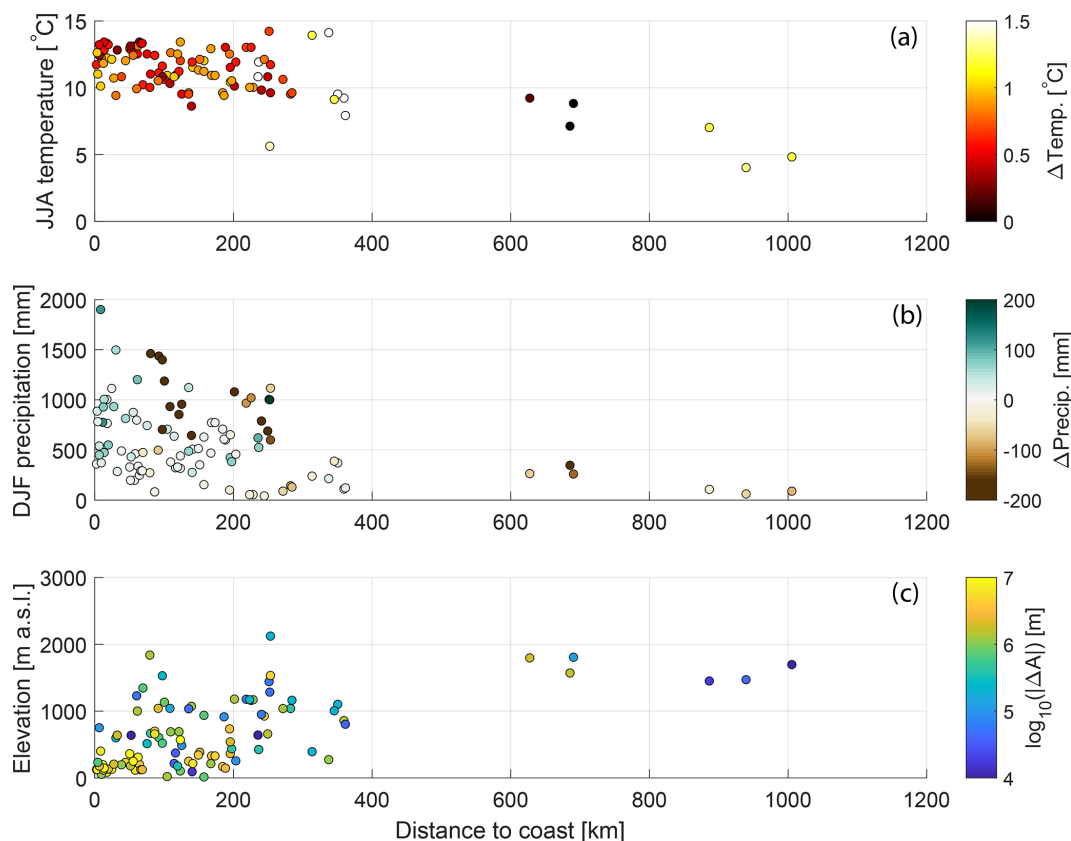 (a)
JJA temperature [°C]
15
10
5
0
0 200 400 600 800 1000 1200
1.5
1
0.5
0
ΔTemp. [°C]
(b)
DJF precipitation [mm]
2000
1500
1000
500
0
0 200 400 600 800 1000 1200
200
100
0
-100
-200
ΔPrecip. [mm]
(c)
Elevation [m a.s.l.]
3000
2000
1000
0
0 200 400 600 800 1000 1200
Distance to coast [km]
7
6
5
4
log10(|ΔA|) [m]